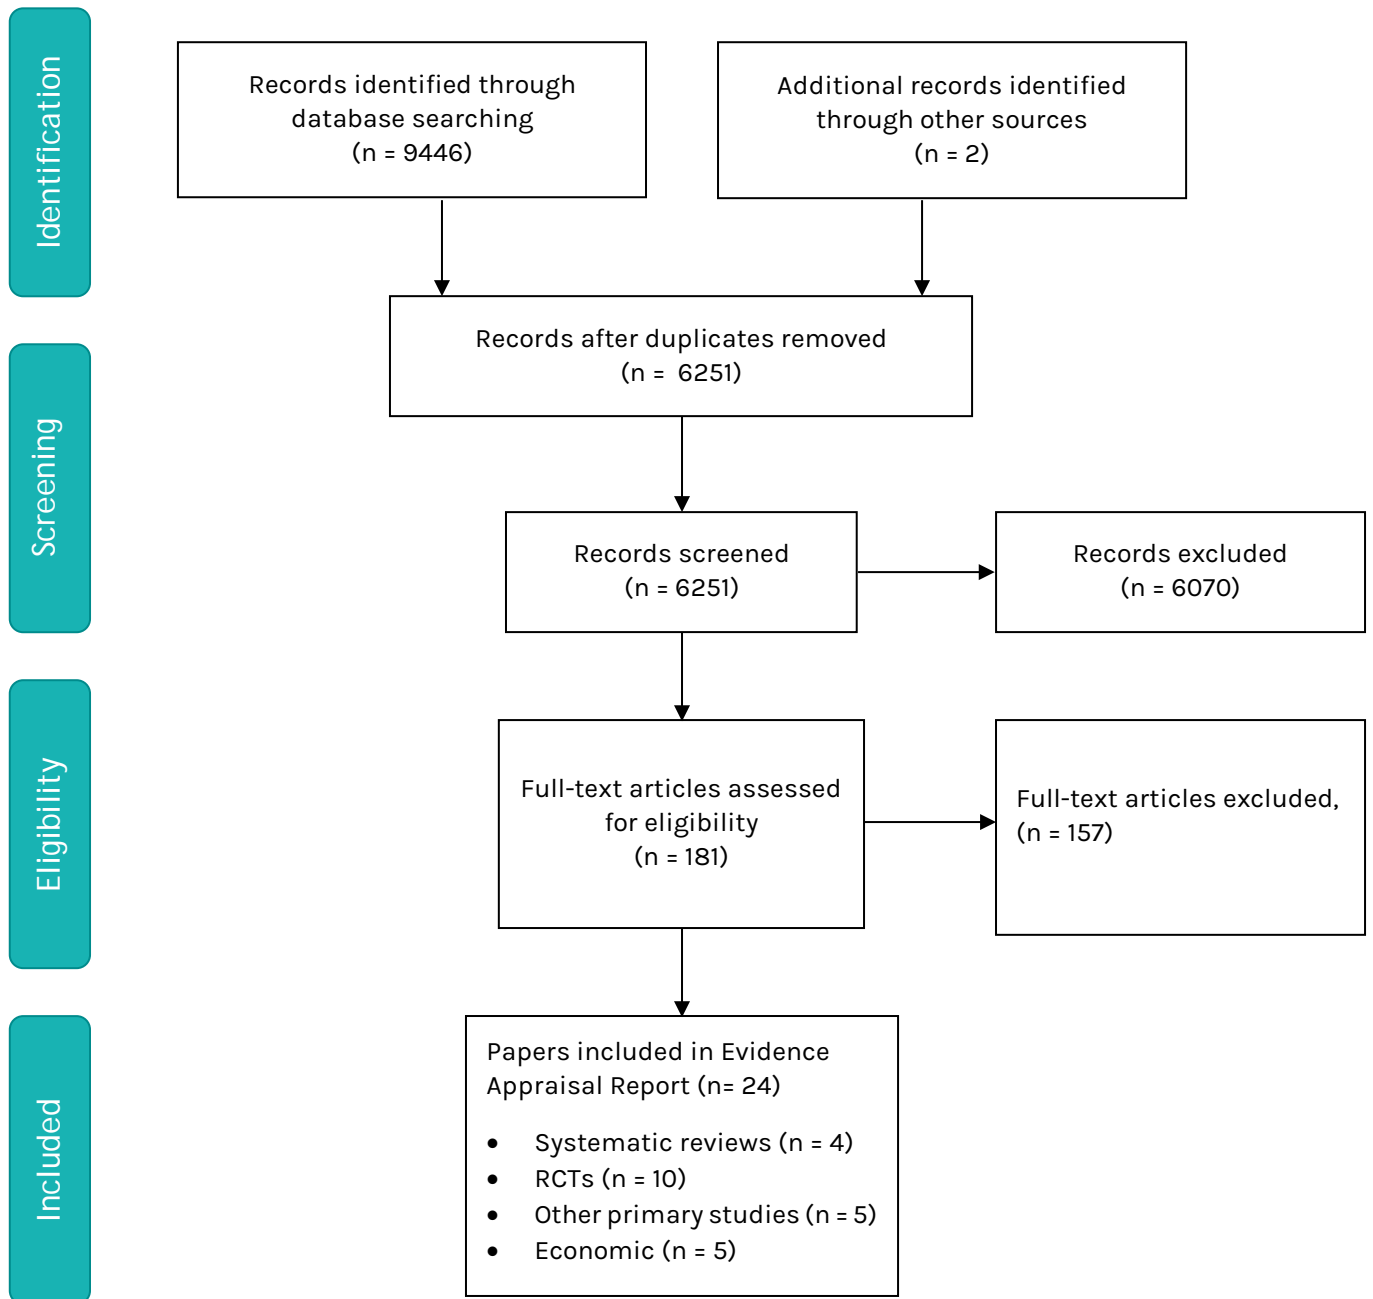 Identification
Records identified through
database searching
(n = 9446)
Additional records identified
through other sources
(n = 2)
Records after duplicates removed
(n =  6251)
Screening
Records screened
(n = 6251)
Records excluded
(n = 6070)
Eligibility
Full-text articles assessed
for eligibility
(n = 181)
Full-text articles excluded,
(n = 157)
Included
Papers included in Evidence
Appraisal Report (n= 24)
• Systematic reviews (n = 4)
• RCTs (n = 10)
• Other primary studies (n = 5)
• Economic (n = 5)